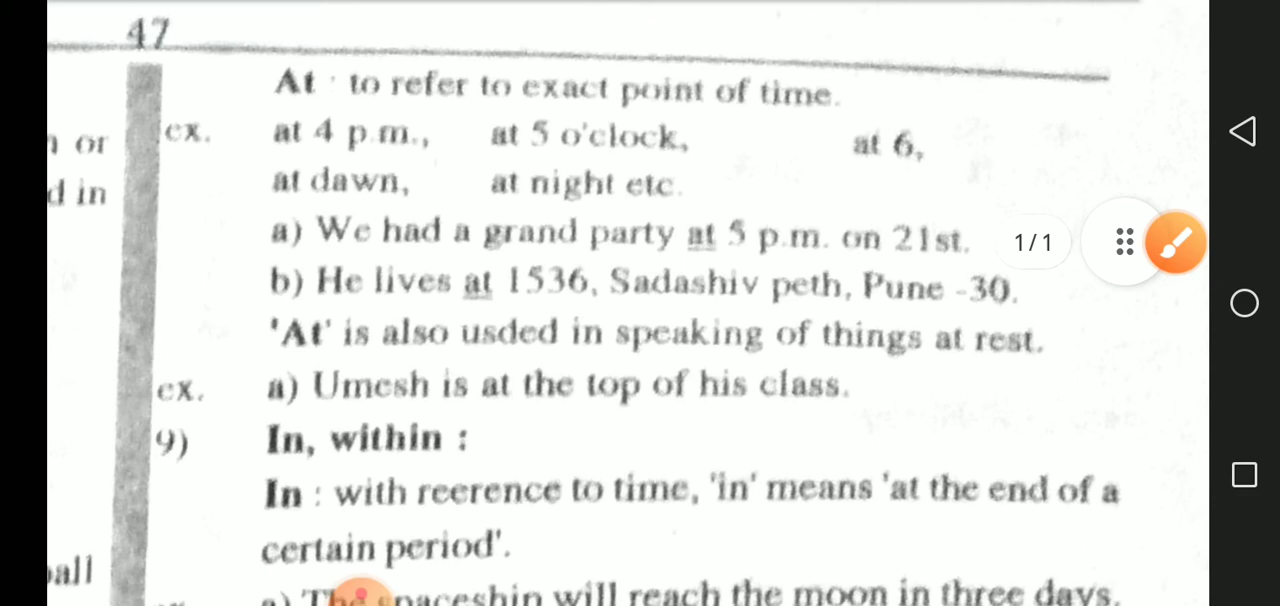 47
At : to refer to exact point of time.
or
ex. at 4 p.m., at 5 o'clock, at 6,
d in
at dawn, at night etc.
a) We had a grand party at 5 p.m. on 21st.
1/1
b) He lives at 1536, Sadashiv peth, Pune -30.
'At' is also usded in speaking of things at rest.
ex. a) Umesh is at the top of his class.
9) In, within :
In : with reerence to time, 'in' means 'at the end of a
certain period'.
all
a) The spaceship will reach the moon in three days.